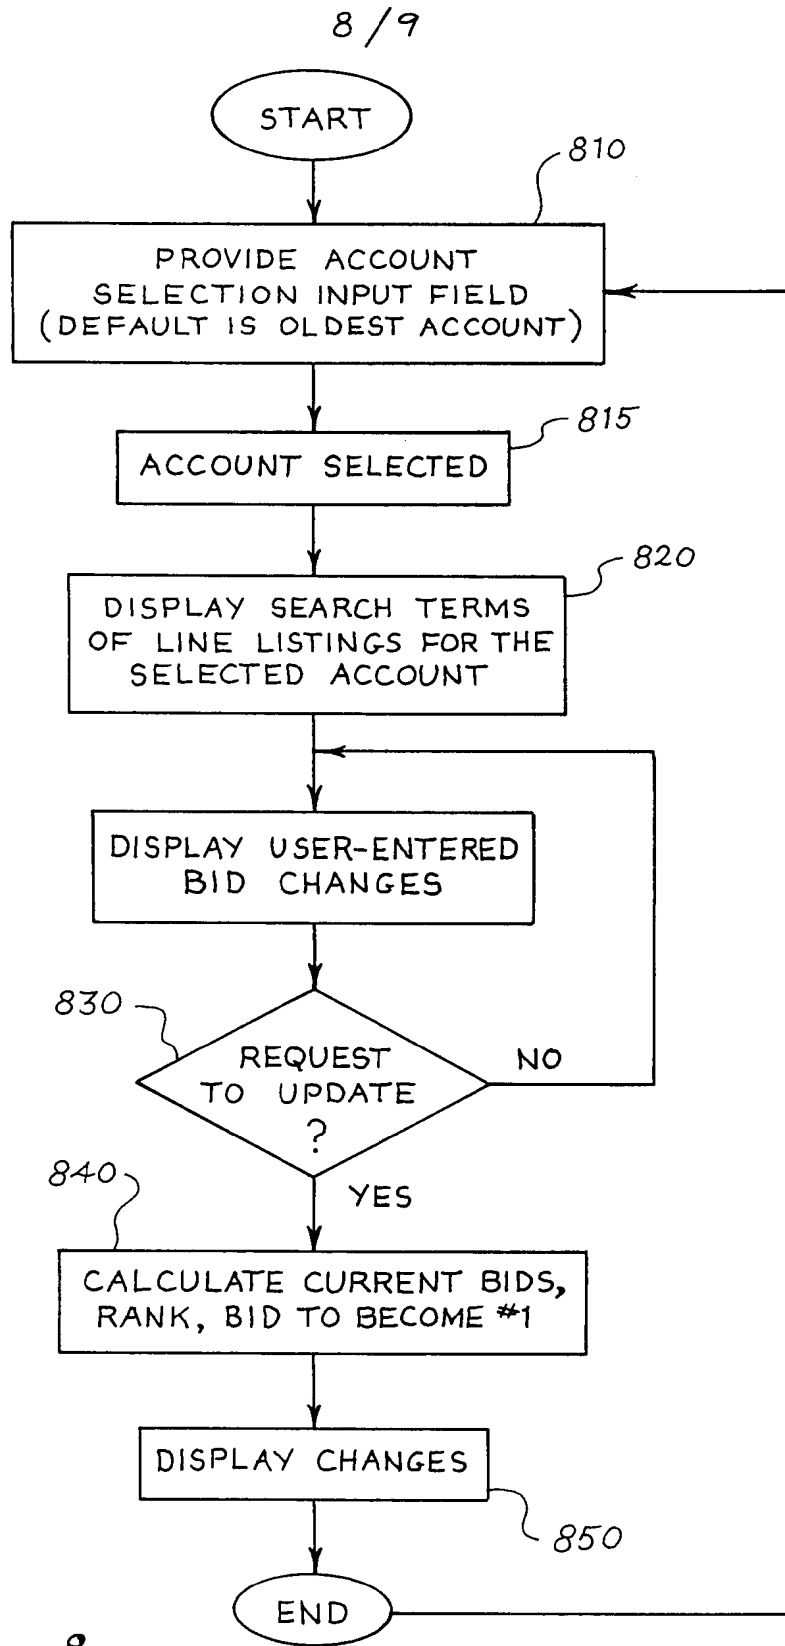 8/9
START
810
PROVIDE ACCOUNT
SELECTION INPUT FIELD
(DEFAULT IS OLDEST ACCOUNT)
815
ACCOUNT SELECTED
820
DISPLAY SEARCH TERMS
OF LINE LISTINGS FOR THE
SELECTED ACCOUNT
DISPLAY USER-ENTERED
BID CHANGES
830
REQUEST
TO UPDATE
?
NO
YES
840
CALCULATE CURRENT BIDS,
RANK, BID TO BECOME #1
DISPLAY CHANGES
850
END